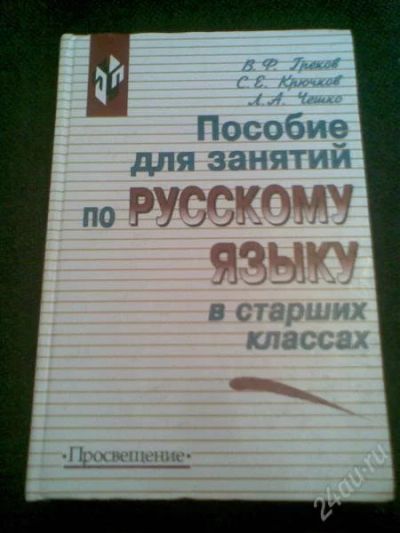 В. Ф. Греков
С. Е. Крючков
Л. А. Чешко
Пособие
для занятий
по РУССКОМУ
ЯЗЫКУ
в старших
классах
•Просвещение•
24au.ru